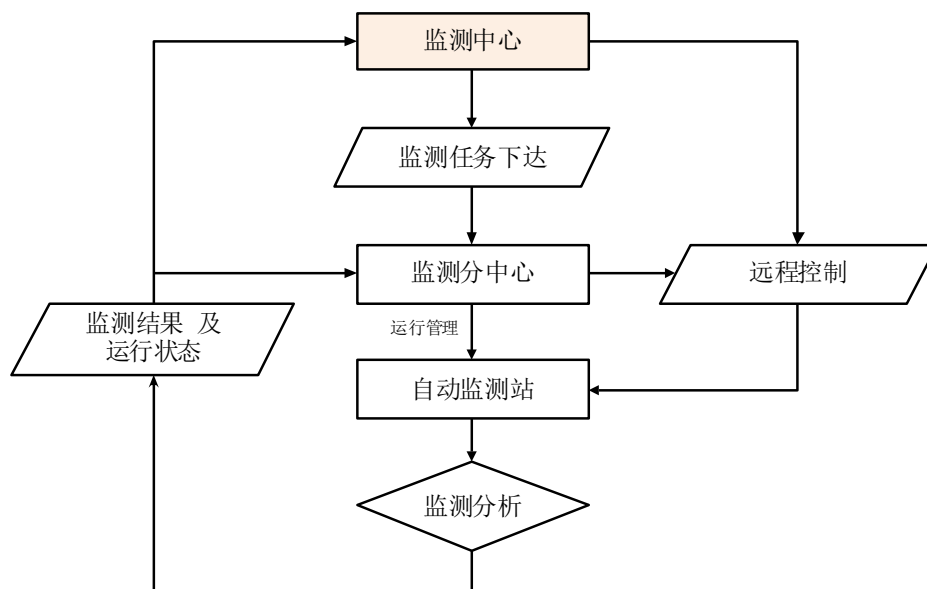 监测中心
监测任务下达
监测分中心
远程控制
监测结果 及
运行状态
运行管理
自动监测站
监测分析